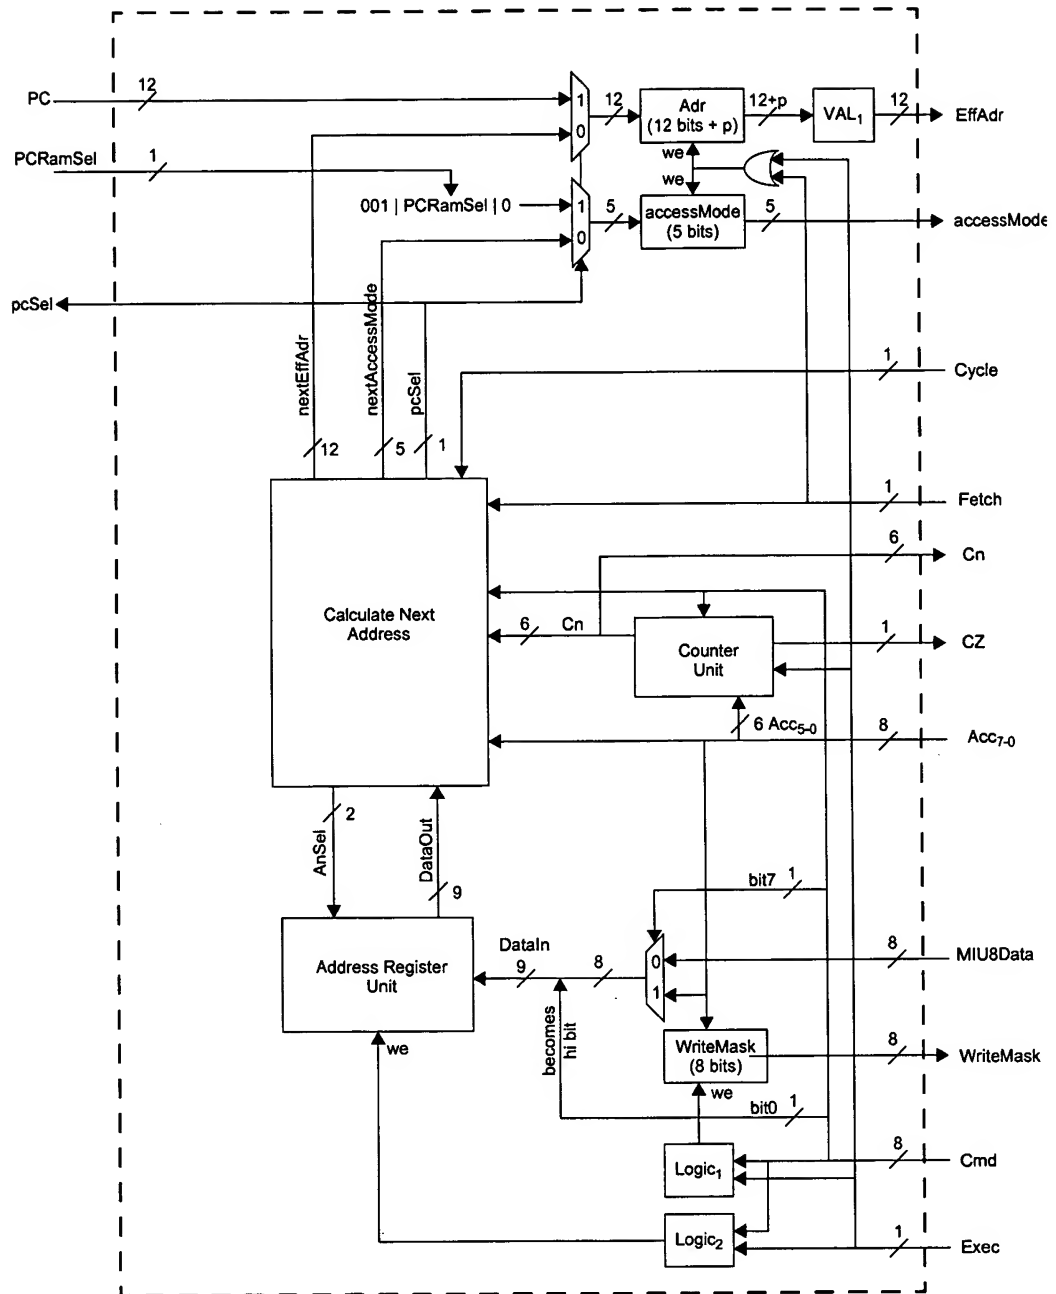 PC
12
1
0
12
Adr
(12 bits + p)
12+p
VAL1
12
EffAdr
PCRamSel
1
we
we
001 | PCRamSel | 0
1
0
5
accessMode
(5 bits)
5
accessMode
pcSel
nextEffAdr
nextAccessMode
pcSel
1
Cycle
12
5
1
1
Fetch
6
Cn
Calculate Next
Address
6
Cn
Counter
Unit
1
CZ
6 Acc5-0
8
Acc7-0
AnSel
2
DataOut
9
bit7
1
Address Register
Unit
DataIn
9
8
0
1
8
MIU8Data
becomes
hi bit
WriteMask
(8 bits)
8
WriteMask
we
we
bit0
1
Logic1
8
Cmd
Logic2
1
Exec